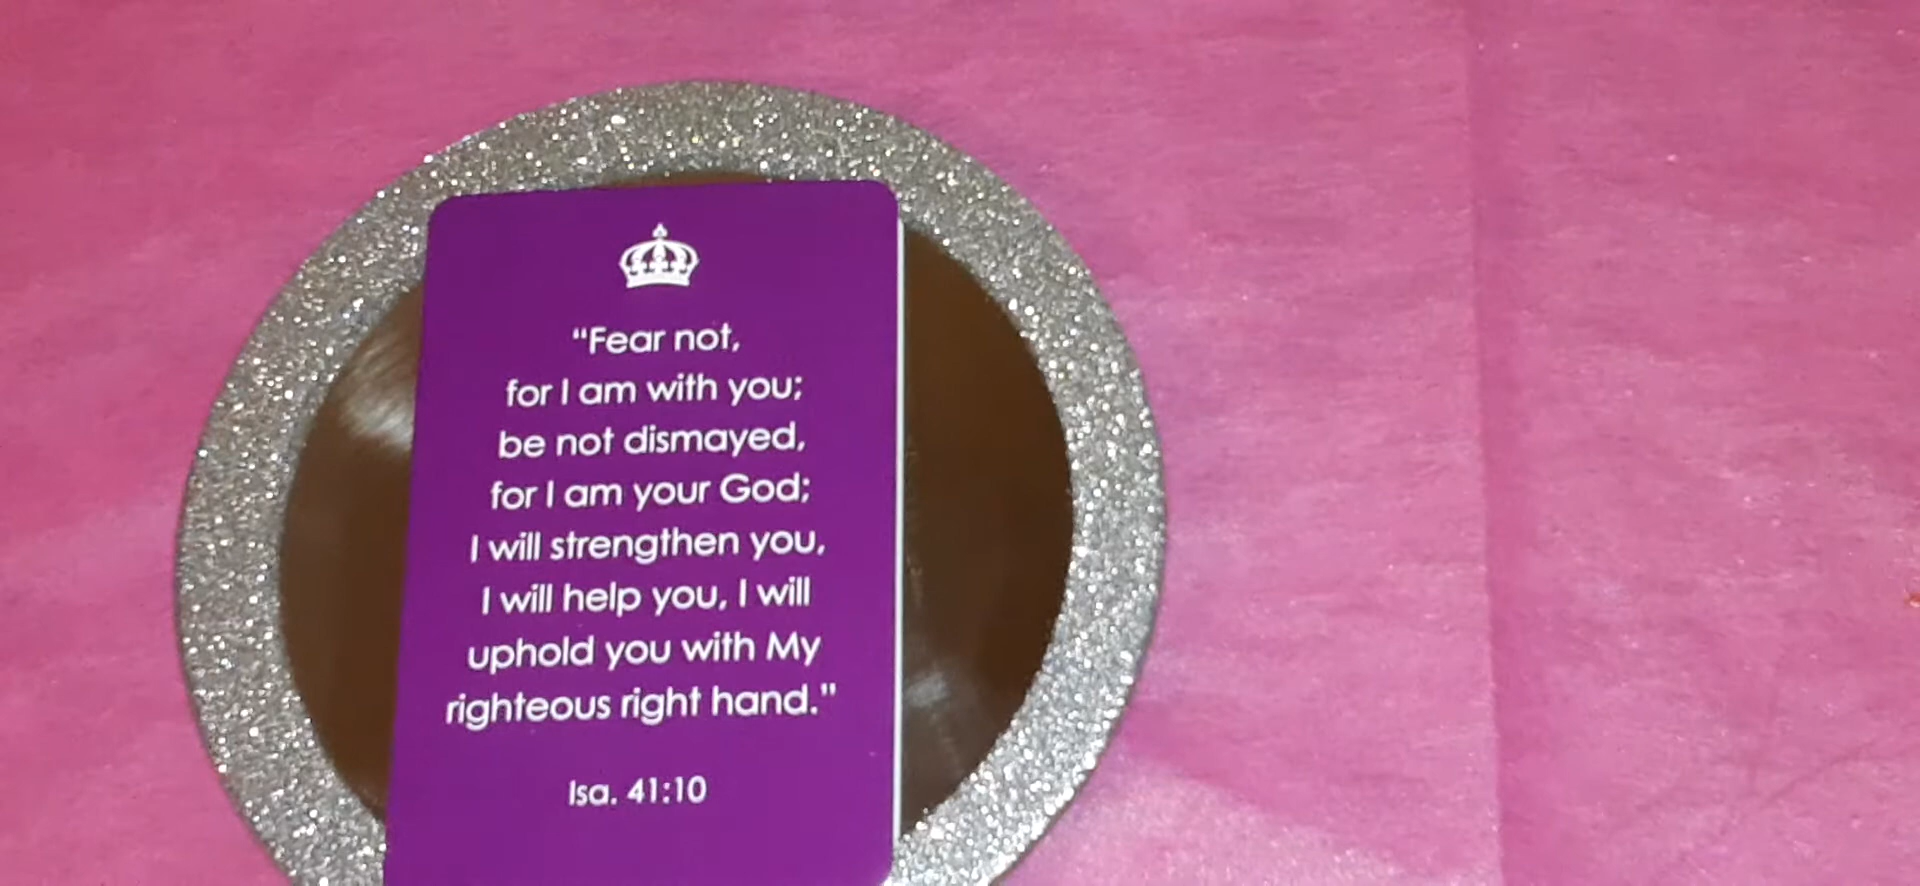 “Fear not,
for I am with you;
be not dismayed,
for I am your God;
I will strengthen you,
I will help you, I will
uphold you with My
righteous right hand.”
Isa. 41:10